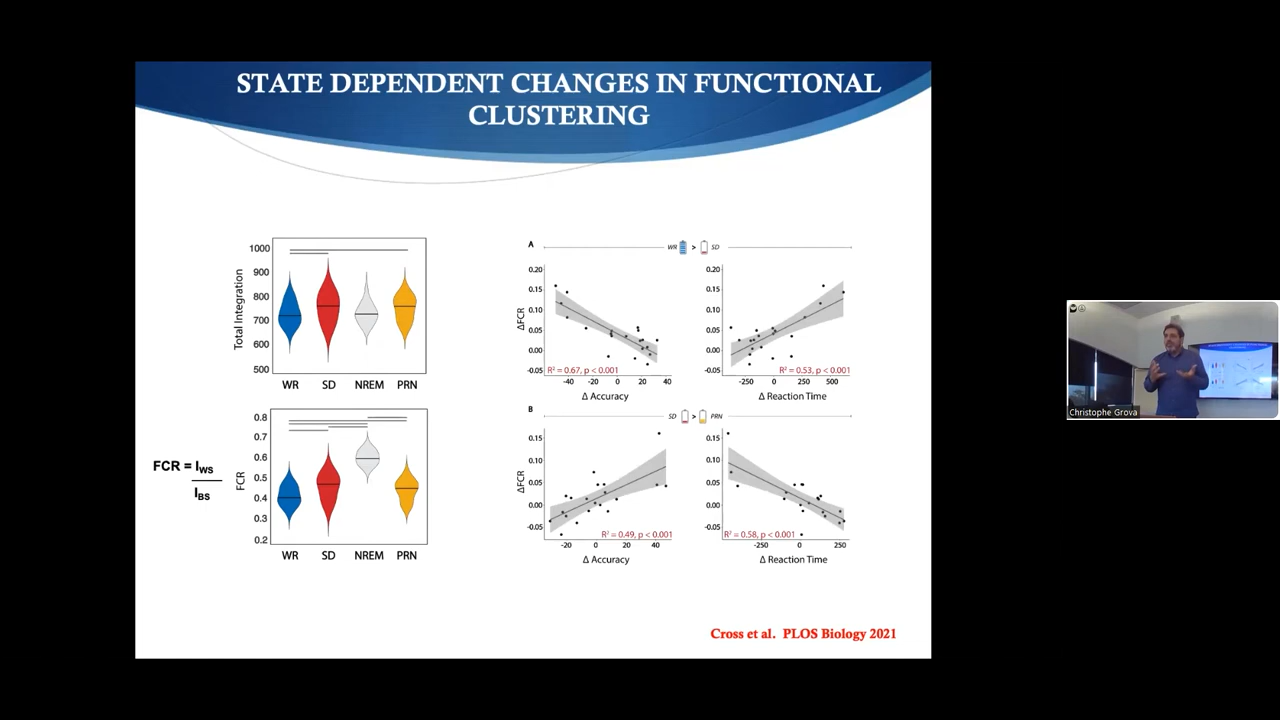 STATE DEPENDENT CHANGES IN FUNCTIONAL
CLUSTERING
1000
900
800
700
600
500
Total Integration
WR SD NREM PRN
0.8
0.7
0.6
0.5
0.4
0.3
0.2
FCR
WR SD NREM PRN
FCR = IWS
IBS
A
WR > SD
0.20
0.15
0.10
0.05
0.00
-0.05
ΔFCR
R² = 0.67, p < 0.001
-40 -20 0 20 40
Δ Accuracy
0.20
0.15
0.10
0.05
0.00
-0.05
R² = 0.53, p < 0.001
-250 0 250 500
Δ Reaction Time
B
SD > PRN
0.15
0.10
0.05
0.00
-0.05
ΔFCR
R² = 0.49, p < 0.001
-20 0 20 40
Δ Accuracy
0.15
0.10
0.05
0.00
-0.05
R² = 0.58, p < 0.001
-250 0 250
Δ Reaction Time
Cross et al. PLOS Biology 2021
Christophe Grova